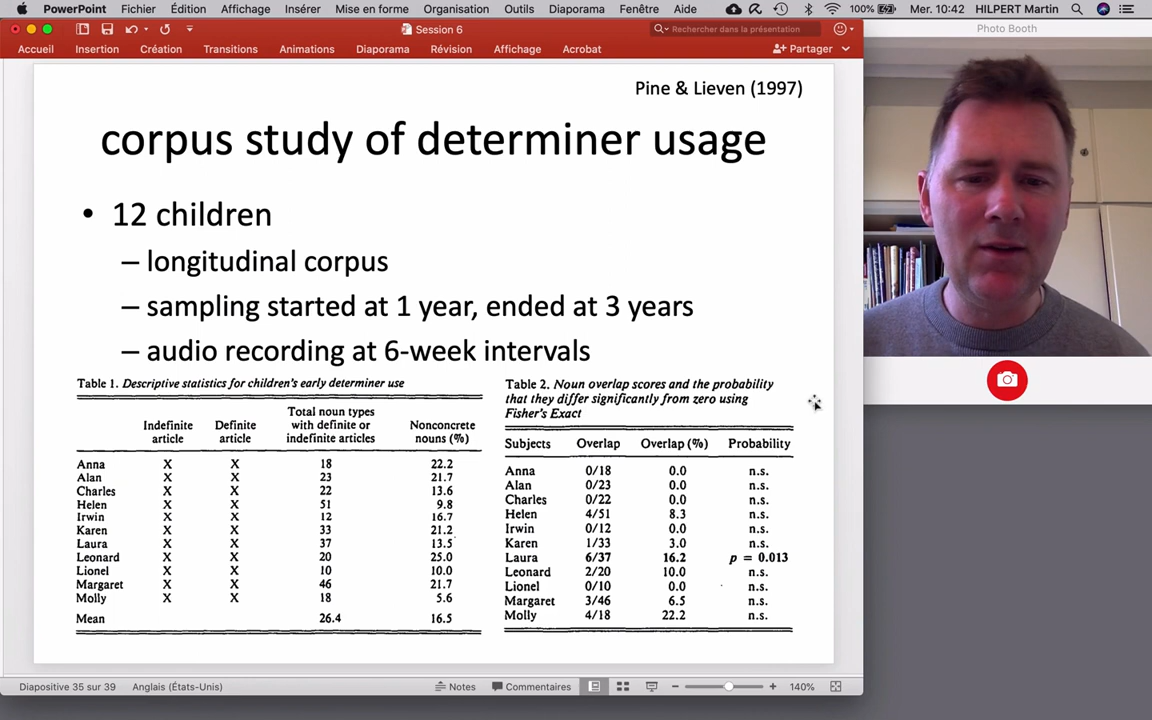 PowerPoint Fichier Édition Affichage Insérer Mise en forme Organisation Outils Diaporama Fenêtre Aide 100% Mer. 10:42 HILPERT Martin
Session 6
Rechercher dans la présentation
Photo Booth
Accueil Insertion Création Transitions Animations Diaporama Révision Affichage Acrobat Partager
Pine & Lieven (1997)
corpus study of determiner usage
• 12 children
– longitudinal corpus
– sampling started at 1 year, ended at 3 years
– audio recording at 6-week intervals
Table 1. Descriptive statistics for children's early determiner use
Indefinite article Definite article Total noun types with definite or indefinite articles Nonconcrete nouns (%)
Anna X X 18 22.2
Alan X X 23 21.7
Charles X X 22 13.6
Helen X X 51 9.8
Irwin X X 12 16.7
Karen X X 33 21.2
Laura X X 37 13.5
Leonard X X 20 25.0
Lionel X X 10 10.0
Margaret X X 46 21.7
Molly X X 18 5.6
Mean 26.4 16.5
Table 2. Noun overlap scores and the probability
that they differ significantly from zero using
Fisher's Exact
Subjects Overlap Overlap (%) Probability
Anna 0/18 0.0 n.s.
Alan 0/23 0.0 n.s.
Charles 0/22 0.0 n.s.
Helen 4/51 8.3 n.s.
Irwin 0/12 0.0 n.s.
Karen 1/33 3.0 n.s.
Laura 6/37 16.2 p = 0.013
Leonard 2/20 10.0 n.s.
Lionel 0/10 0.0 n.s.
Margaret 3/46 6.5 n.s.
Molly 4/18 22.2 n.s.
Diapositive 35 sur 39 Anglais (États-Unis) Notes Commentaires 140%